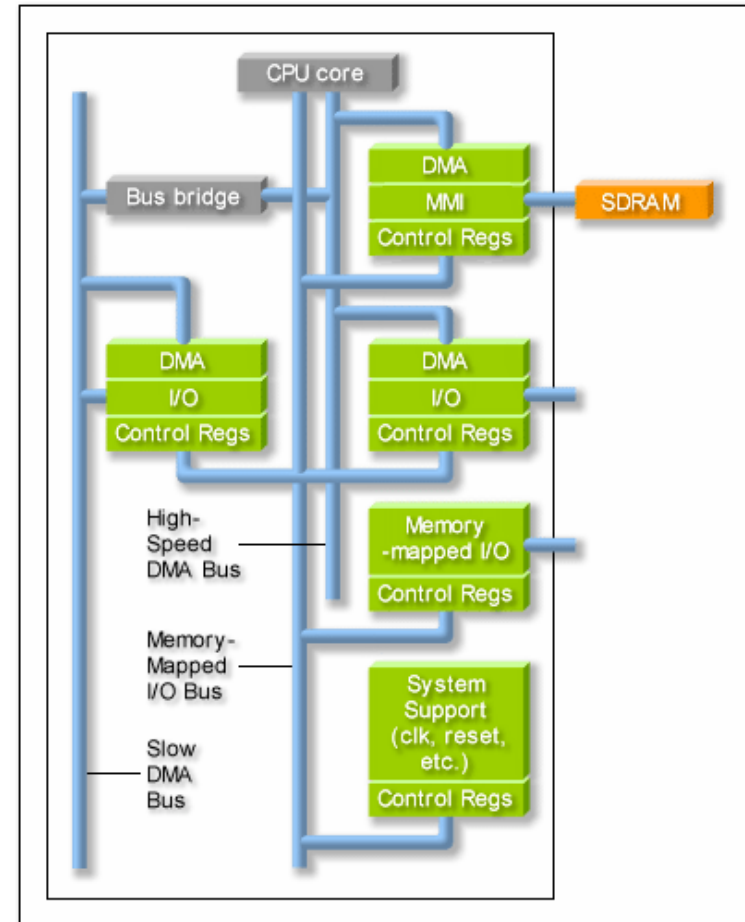 CPU core
DMA
Bus bridge
MMI
SDRAM
Control Regs
DMA
I/O
Control Regs
DMA
I/O
Control Regs
High-
Speed
DMA Bus
Memory
-mapped I/O
Control Regs
Memory-
Mapped
I/O Bus
System
Support
(clk, reset,
etc.)
Control Regs
Slow
DMA
Bus